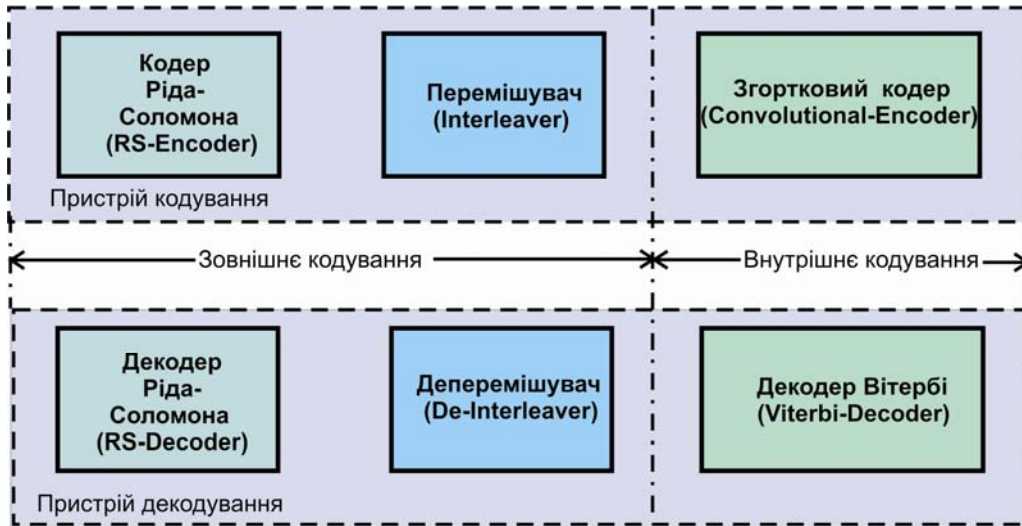 Кодер
Ріда-
Соломона
(RS-Encoder)
Перемішувач
(Interleaver)
Згортковий кодер
(Convolutional-Encoder)
Пристрій кодування
Зовнішнє кодування
Внутрішнє кодування
Декодер
Ріда-
Соломона
(RS-Decoder)
Деперемішувач
(De-Interleaver)
Декодер Вітербі
(Viterbi-Decoder)
Пристрій декодування